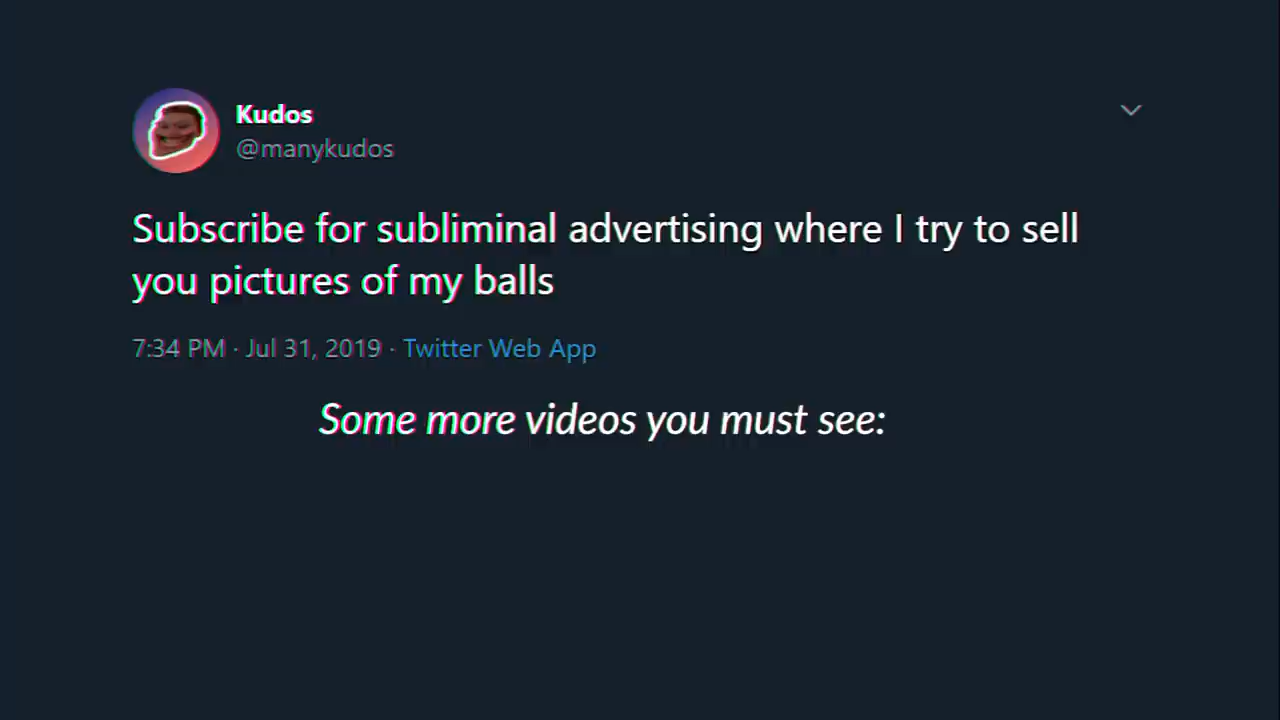 Kudos
@manykudos
Subscribe for subliminal advertising where I try to sell
you pictures of my balls
7:34 PM · Jul 31, 2019 · Twitter Web App
Some more videos you must see: